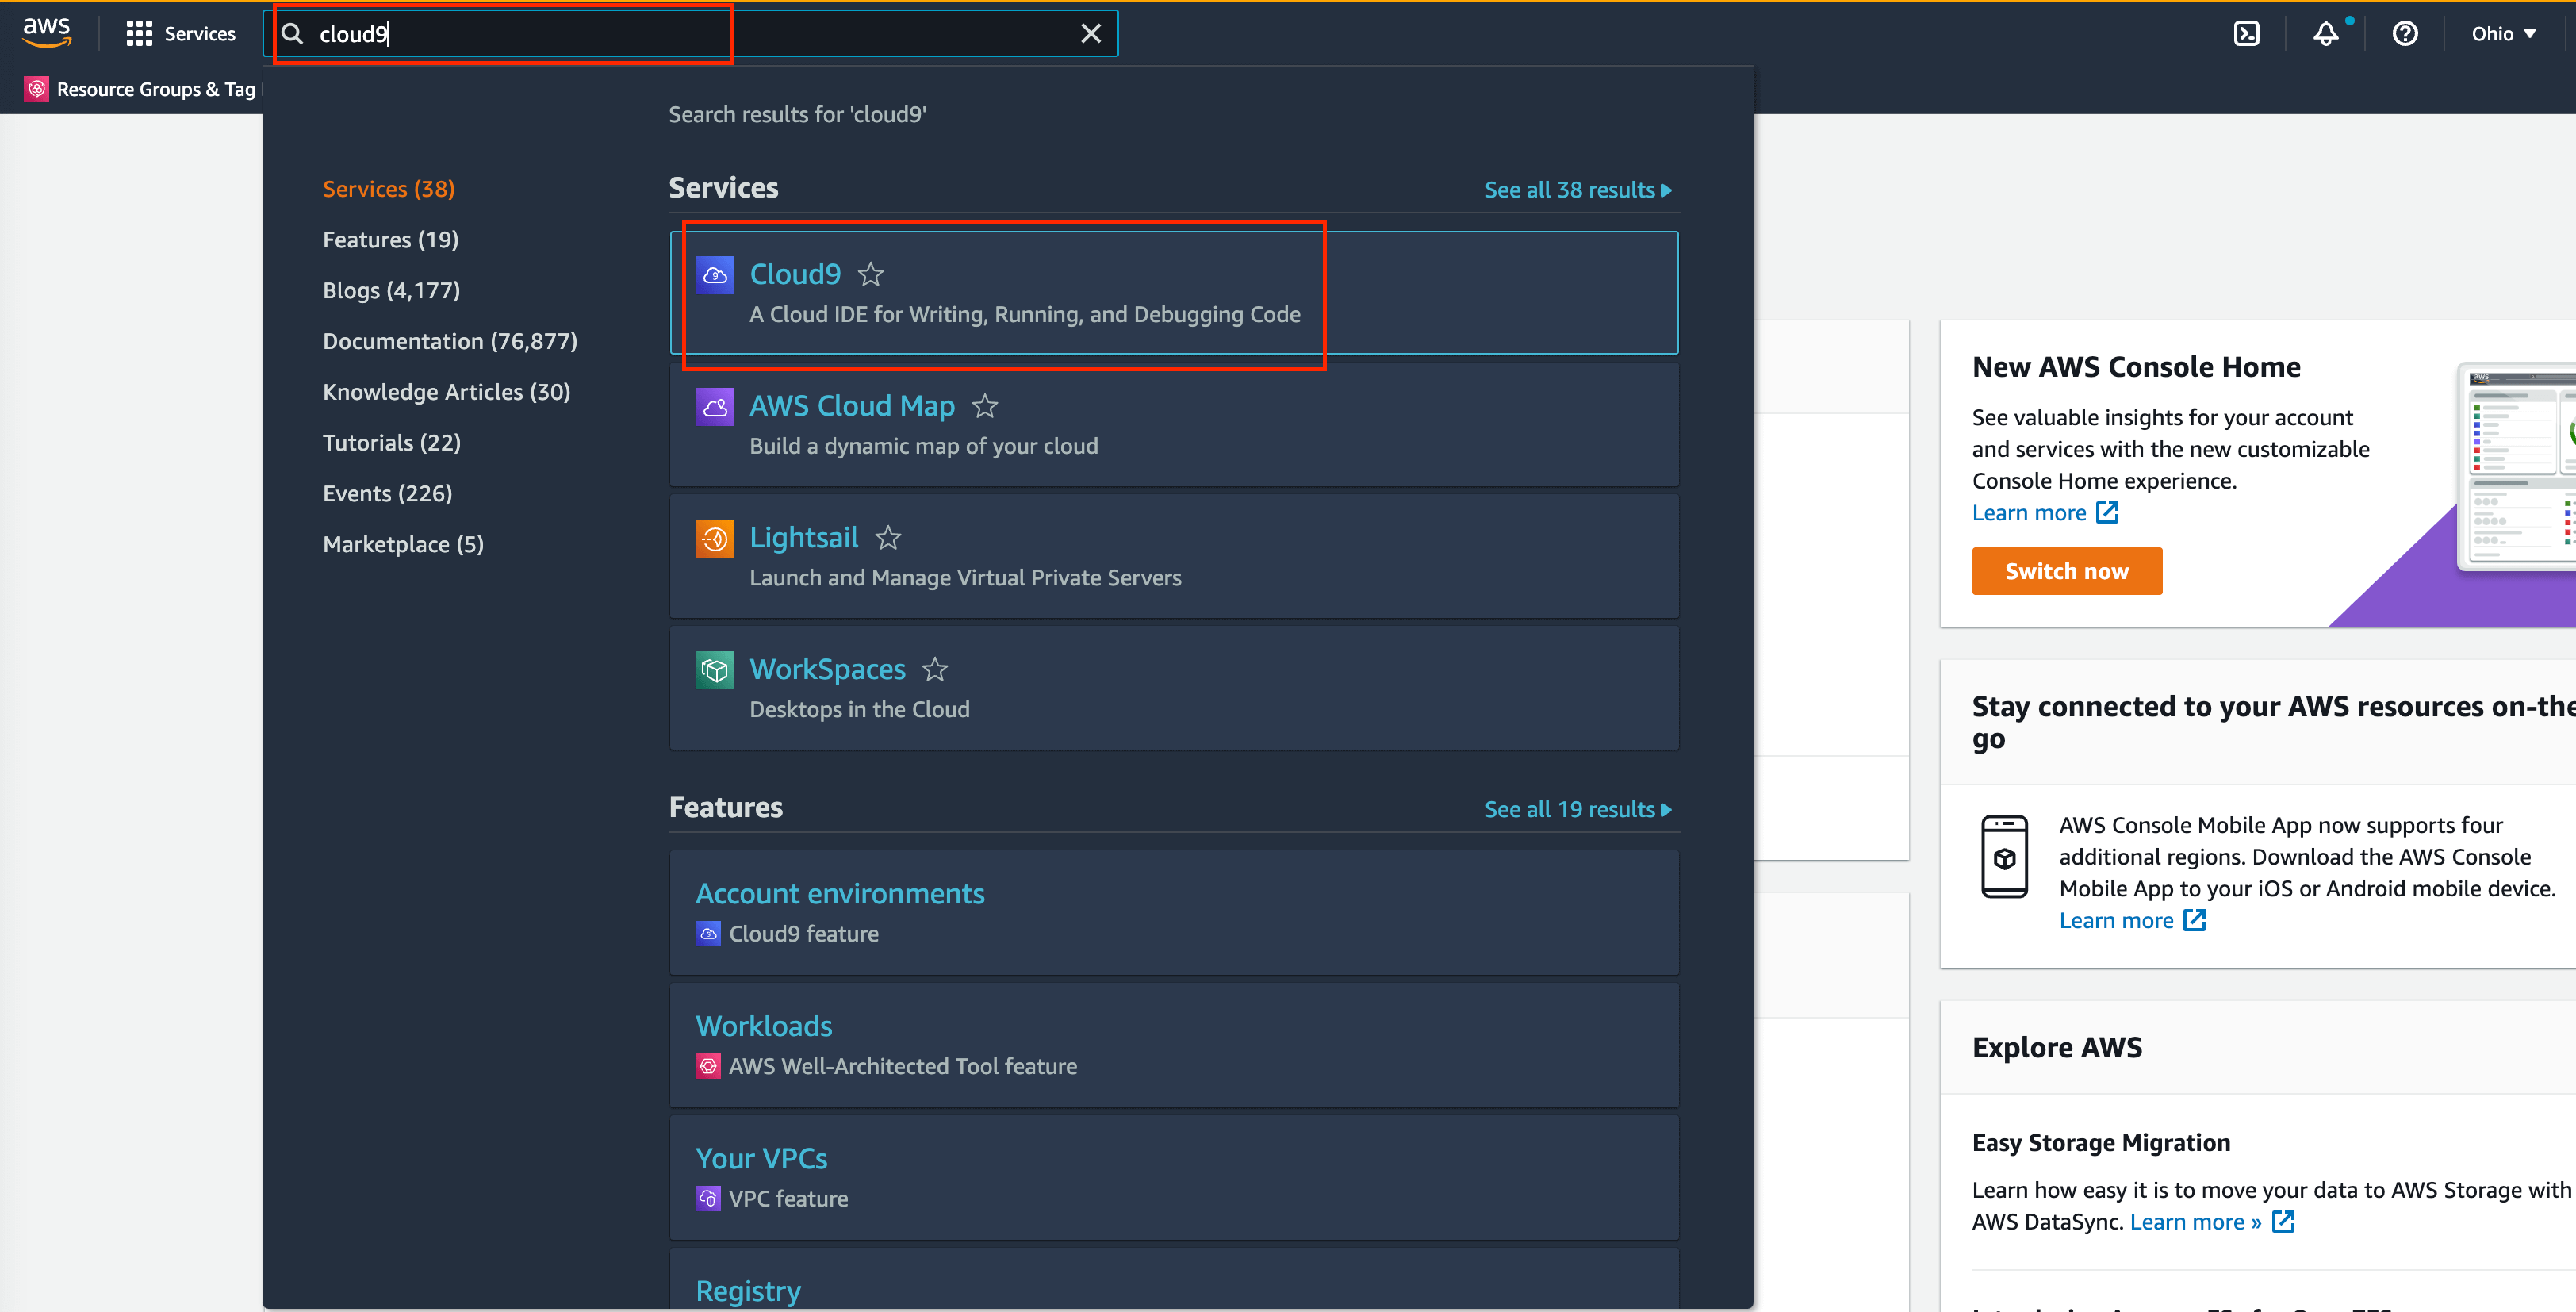 aws
Services
cloud9
Ohio
Resource Groups & Tag
Search results for 'cloud9'
Services (38)
Features (19)
Blogs (4,177)
Documentation (76,877)
Knowledge Articles (30)
Tutorials (22)
Events (226)
Marketplace (5)
Services
See all 38 results
Cloud9
A Cloud IDE for Writing, Running, and Debugging Code
AWS Cloud Map
Build a dynamic map of your cloud
Lightsail
Launch and Manage Virtual Private Servers
WorkSpaces
Desktops in the Cloud
Features
See all 19 results
Account environments
Cloud9 feature
Workloads
AWS Well-Architected Tool feature
Your VPCs
VPC feature
Registry
New AWS Console Home
See valuable insights for your account
and services with the new customizable
Console Home experience.
Learn more
Switch now
aws
Stay connected to your AWS resources on-the
go
AWS Console Mobile App now supports four
additional regions. Download the AWS Console
Mobile App to your iOS or Android mobile device.
Learn more
Explore AWS
Easy Storage Migration
Learn how easy it is to move your data to AWS Storage with
AWS DataSync. Learn more »